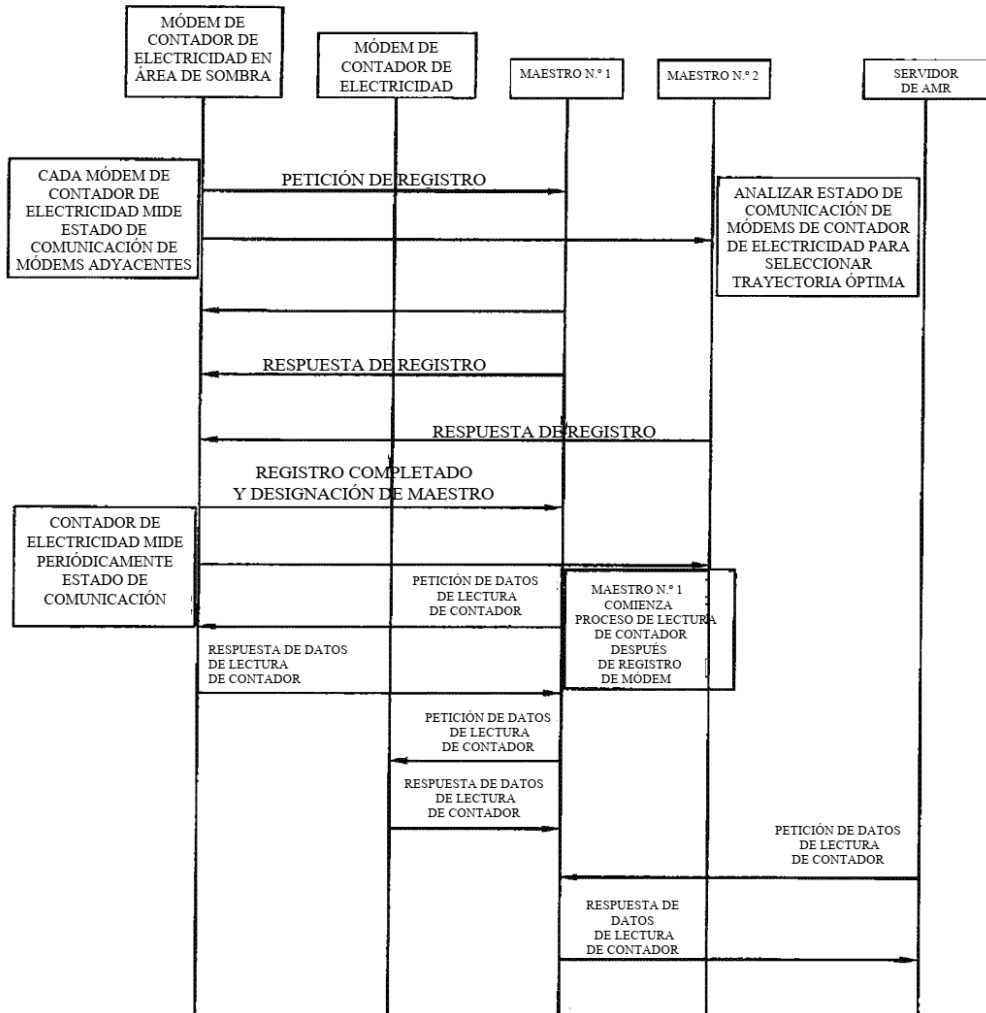 MÓDEM DE
CONTADOR DE
ELECTRICIDAD EN
ÁREA DE SOMBRA
MÓDEM DE
CONTADOR DE
ELECTRICIDAD
MAESTRO N.º 1
MAESTRO N.º 2
SERVIDOR
DE AMR
CADA MÓDEM DE
CONTADOR DE
ELECTRICIDAD MIDE
ESTADO DE
COMUNICACIÓN DE
MÓDEMS ADYACENTES
PETICIÓN DE REGISTRO
ANALIZAR ESTADO DE
COMUNICACIÓN DE
MÓDEMS DE CONTADOR
DE ELECTRICIDAD PARA
SELECCIONAR
TRAYECTORIA ÓPTIMA
RESPUESTA DE REGISTRO
RESPUESTA DE REGISTRO
REGISTRO COMPLETADO
Y DESIGNACIÓN DE MAESTRO
CONTADOR DE
ELECTRICIDAD MIDE
PERIÓDICAMENTE
ESTADO DE
COMUNICACIÓN
PETICIÓN DE DATOS
DE LECTURA
DE CONTADOR
MAESTRO N.º 1
COMIENZA
PROCESO DE LECTURA
DE CONTADOR
DESPUÉS
DE REGISTRO
DE MÓDEM
RESPUESTA DE DATOS
DE LECTURA
DE CONTADOR
PETICIÓN DE DATOS
DE LECTURA
DE CONTADOR
RESPUESTA DE DATOS
DE LECTURA
DE CONTADOR
PETICIÓN DE DATOS
DE LECTURA
DE CONTADOR
RESPUESTA DE
DATOS
DE LECTURA
DE CONTADOR